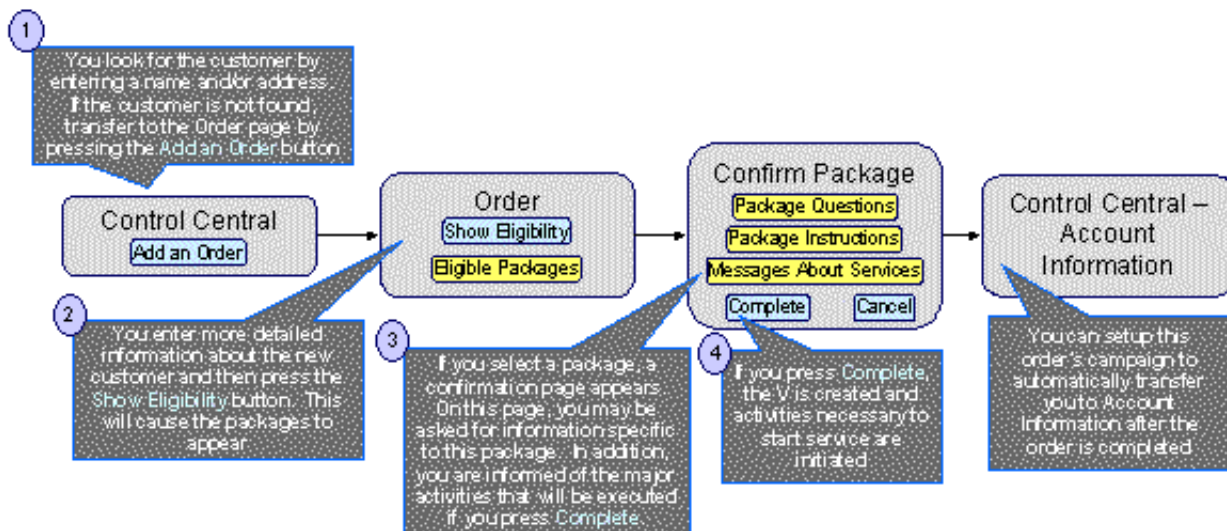 1
You look for the customer by
entering a name and/or address.
If the customer is not found,
transfer to the Order page by
pressing the Add an Order button
Control Central
Add an Order
Order
Show Eligibility
Eligible Packages
Confirm Package
Package Questions
Package Instructions
Messages About Services
Complete
Cancel
Control Central –
Account
Information
2
You enter more detailed
information about the new
customer and then press the
Show Eligibility button. This
will cause the packages to
appear
3
If you select a package, a
confirmation page appears
On this page, you may be
asked for information specific
to this package. In addition,
you are informed of the major
activities that will be executed
if you press Complete.
4
If you press Complete,
the V is created and
activities necessary to
start service are
initiated
You can setup this
order's campaign to
automatically transfer
you to Account
Information after the
order is completed